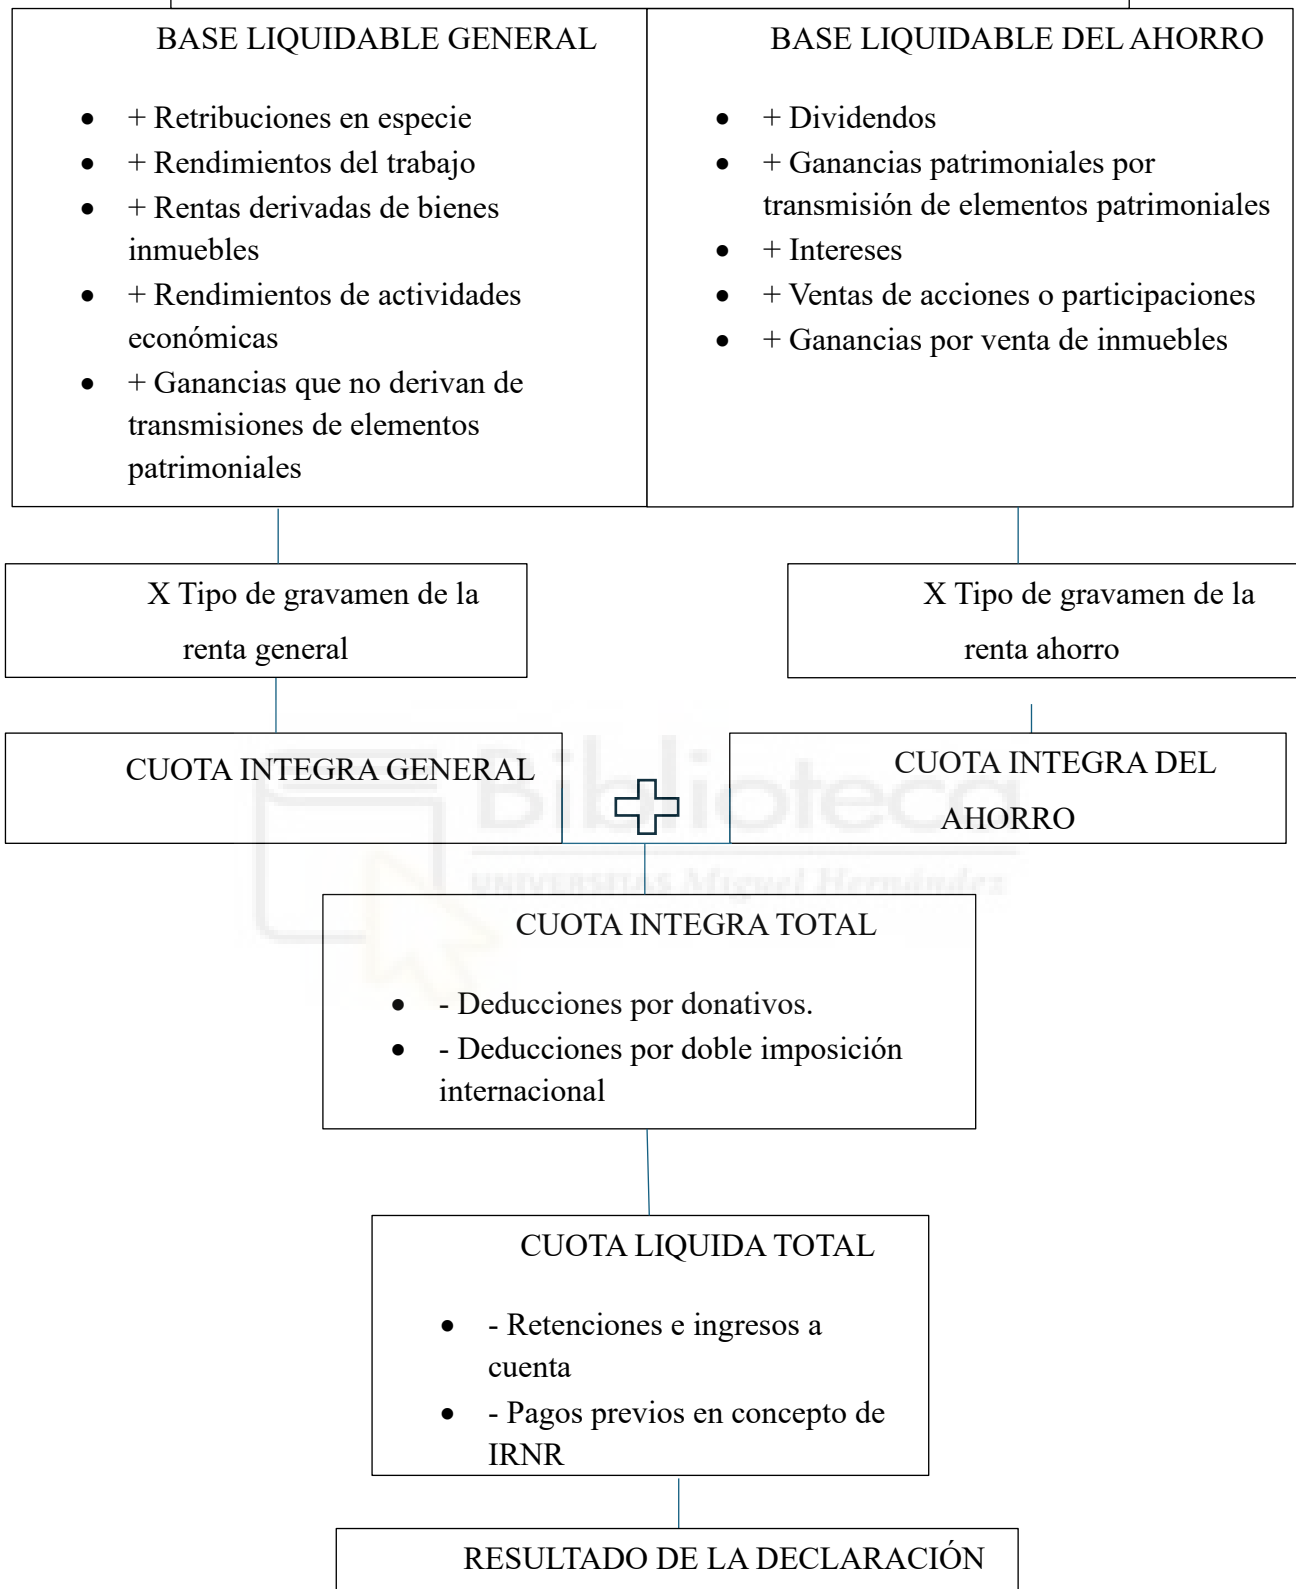 BASE LIQUIDABLE GENERAL
• + Retribuciones en especie
• + Rendimientos del trabajo
• + Rentas derivadas de bienes
inmuebles
• + Rendimientos de actividades
económicas
• + Ganancias que no derivan de
transmisiones de elementos
patrimoniales
BASE LIQUIDABLE DEL AHORRO
• + Dividendos
• + Ganancias patrimoniales por
transmisión de elementos patrimoniales
• + Intereses
• + Ventas de acciones o participaciones
• + Ganancias por venta de inmuebles
X Tipo de gravamen de la
renta general
X Tipo de gravamen de la
renta ahorro
CUOTA INTEGRA GENERAL
CUOTA INTEGRA DEL
AHORRO
Biblioteca
UNIVERSITAS Miguel Hernández
CUOTA INTEGRA TOTAL
• - Deducciones por donativos.
• - Deducciones por doble imposición
internacional
CUOTA LIQUIDA TOTAL
• - Retenciones e ingresos a
cuenta
• - Pagos previos en concepto de
IRNR
RESULTADO DE LA DECLARACIÓN